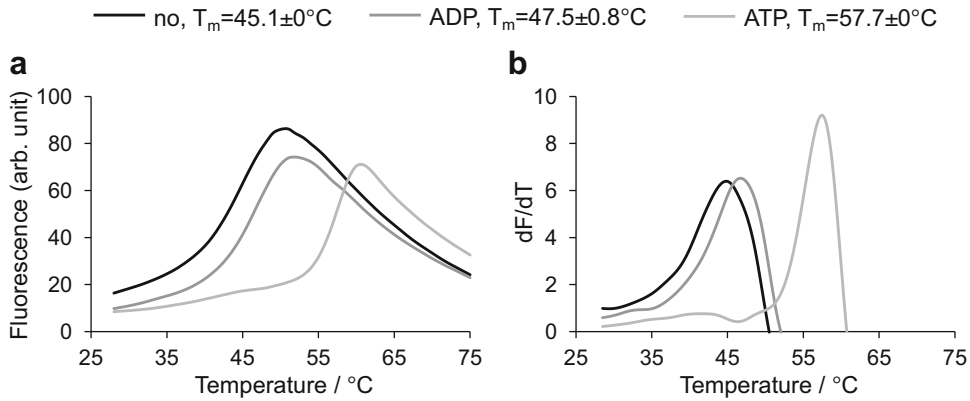 no, Tm=45.1±0°C ADP, Tm=47.5±0.8°C ATP, Tm=57.7±0°C
a b
Fluorescence (arb. unit)
100
80
60
40
20
0
25 35 45 55 65 75
Temperature / °C
dF/dT
10
8
6
4
2
0
25 35 45 55 65 75
Temperature / °C